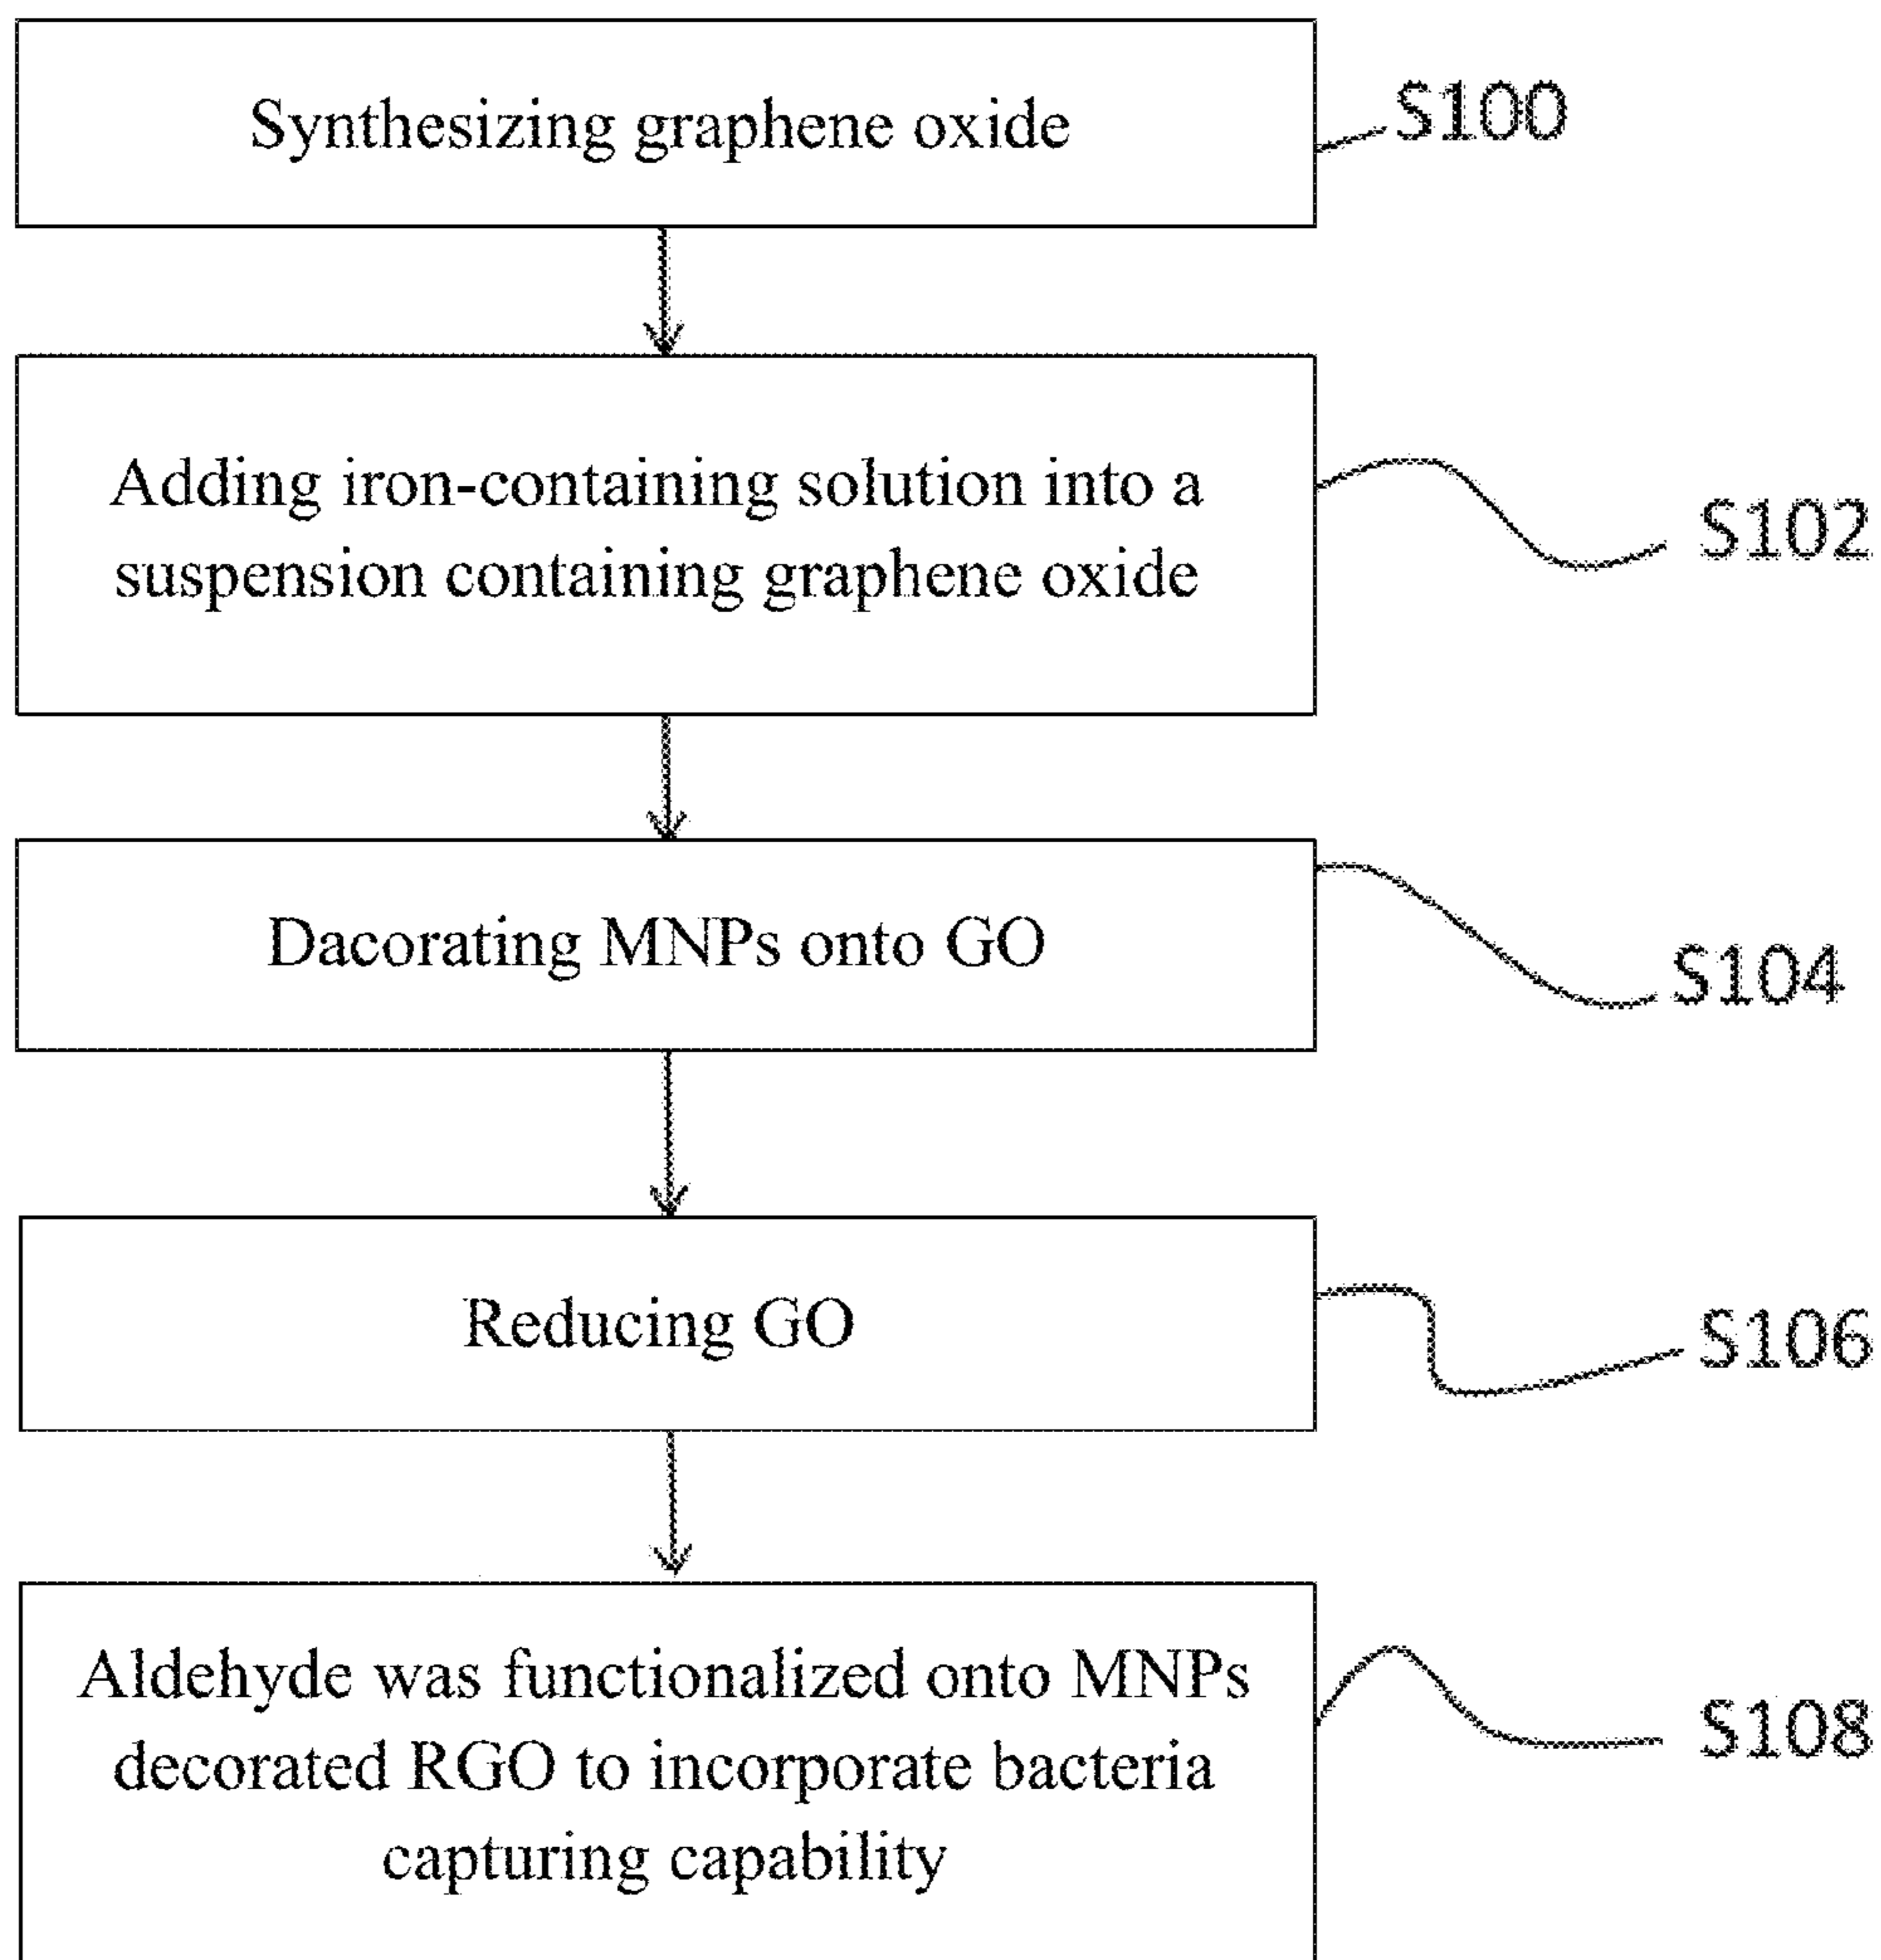 Synthesizing graphene oxide
S100
Adding iron-containing solution into a
suspension containing graphene oxide
S102
Dacorating MNPs onto GO
S104
Reducing GO
S106
Aldehyde was functionalized onto MNPs
decorated RGO to incorporate bacteria
capturing capability
S108